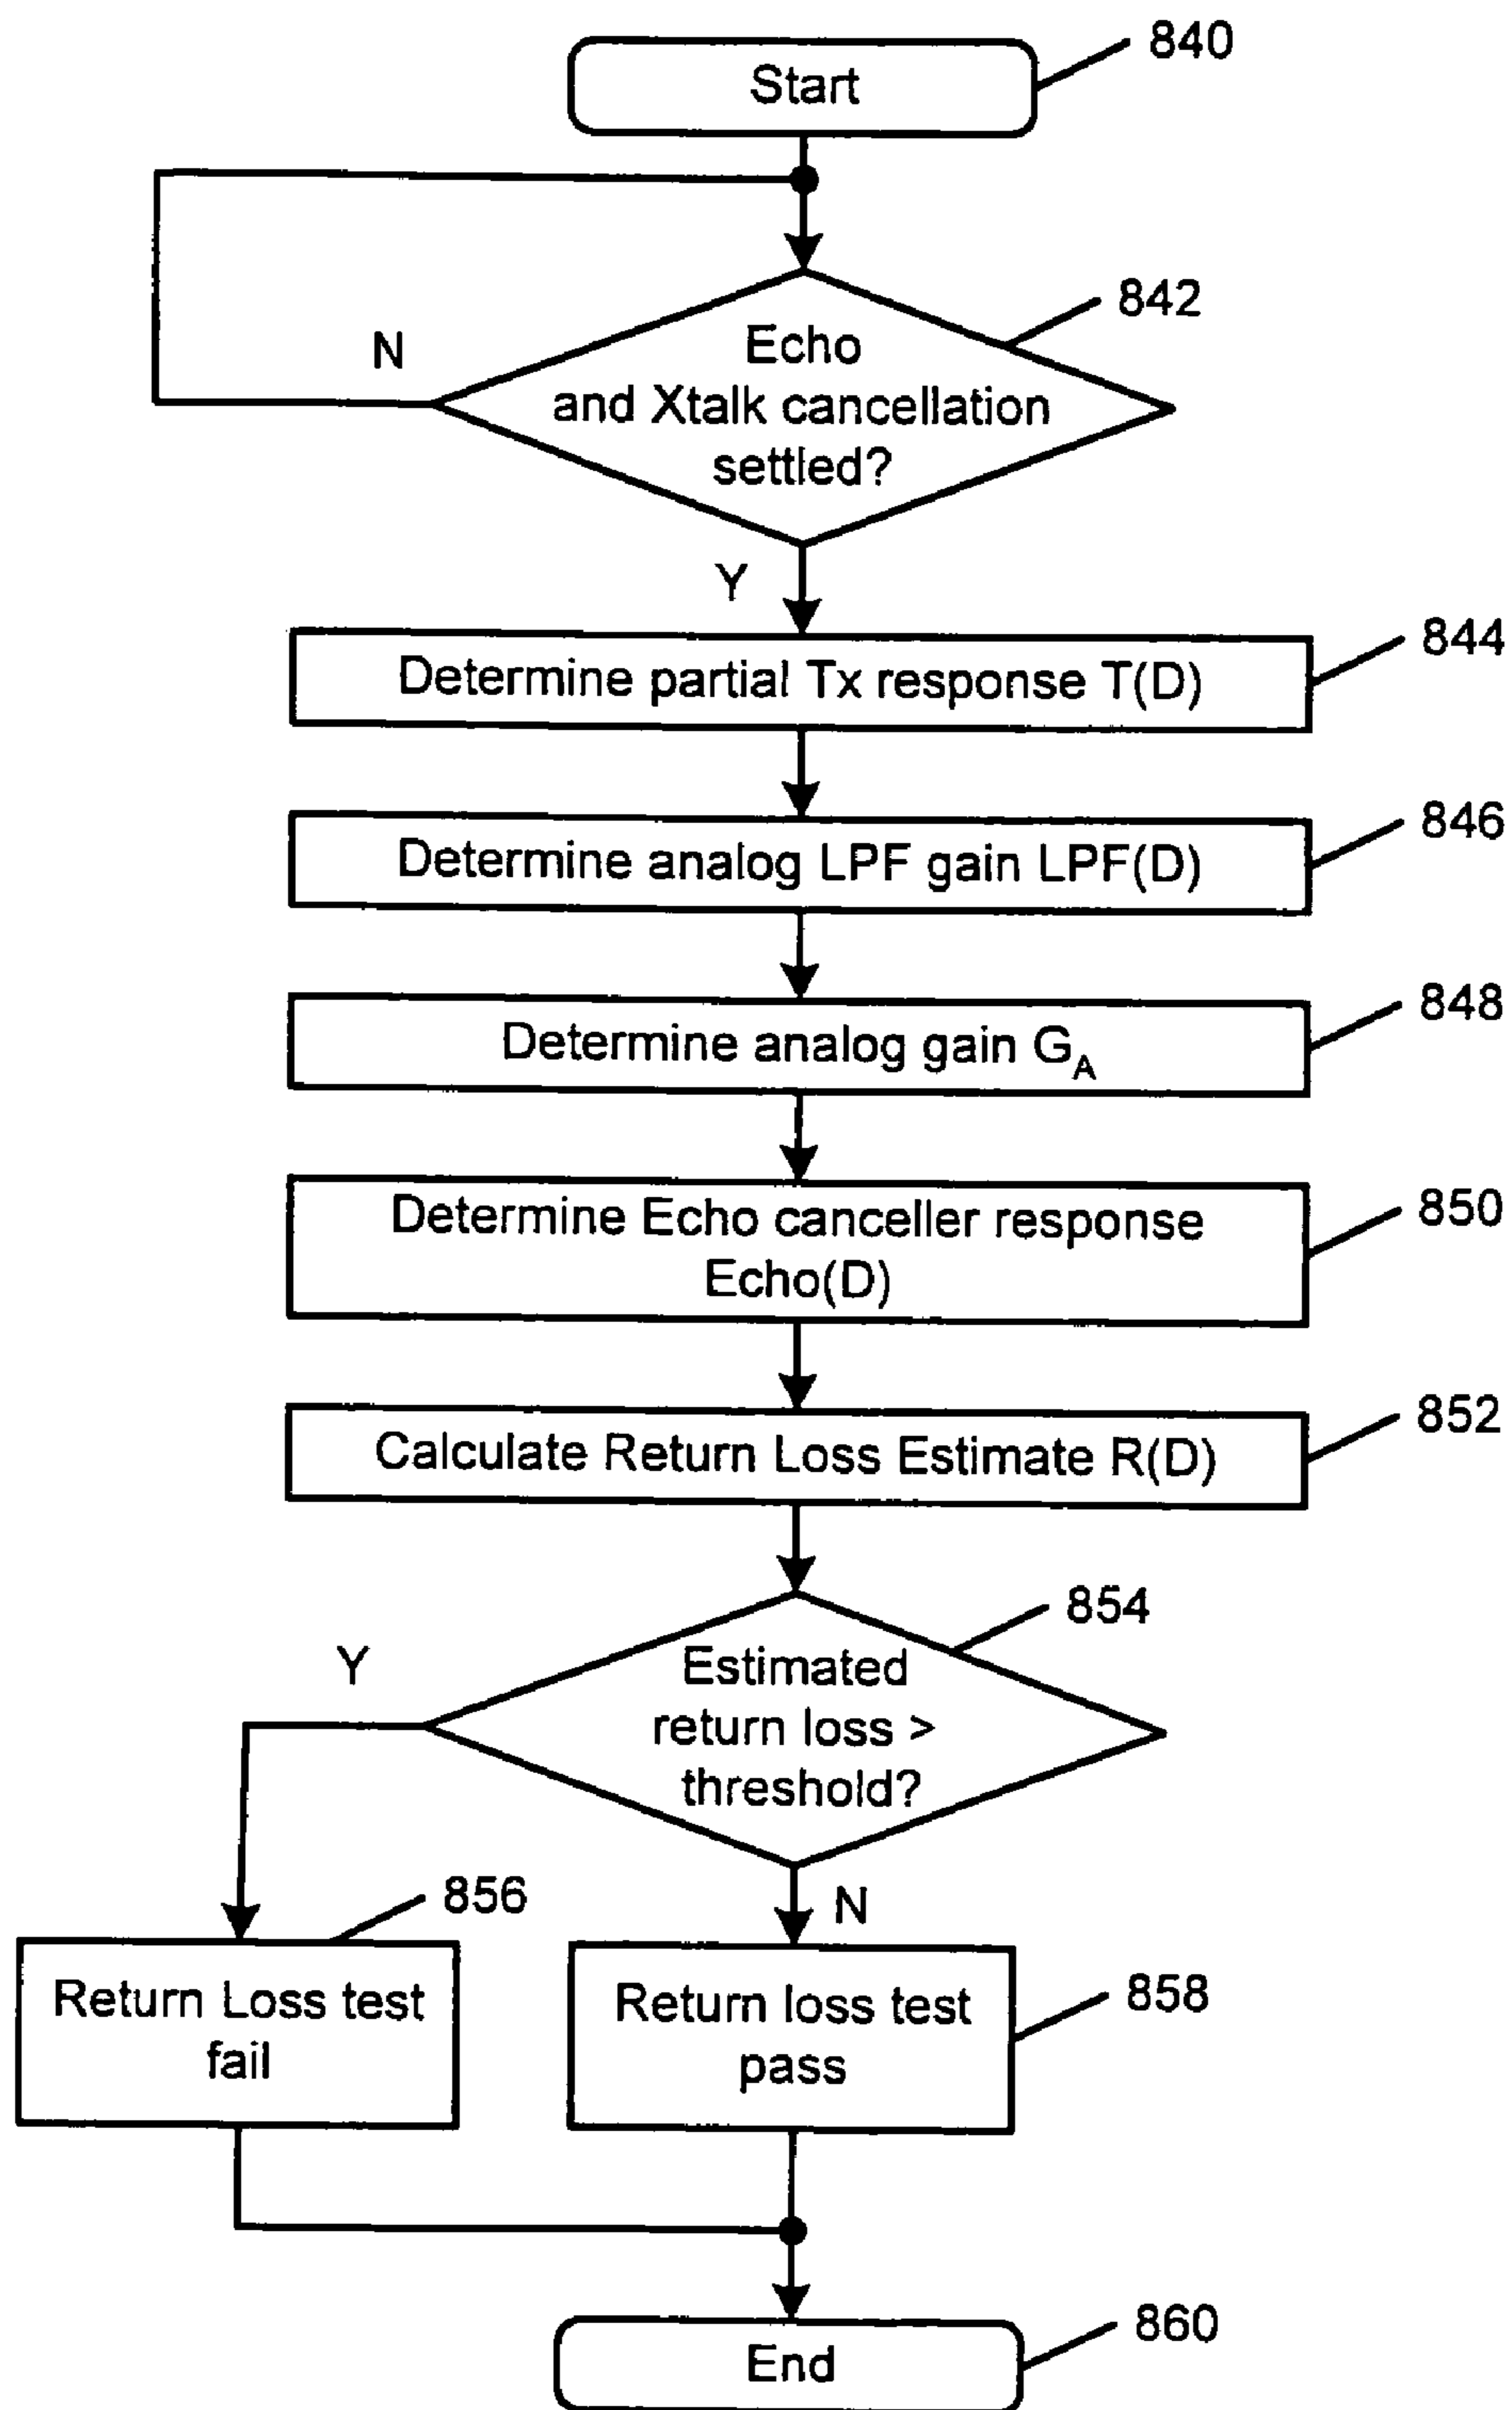 Start
840
Echo
and Xtalk cancellation
settled?
842
N
Y
Determine partial Tx response T(D)
844
Determine analog LPF gain LPF(D)
846
Determine analog gain G_A
848
Determine Echo canceller response
Echo(D)
850
Calculate Return Loss Estimate R(D)
852
Estimated
return loss >
threshold?
854
Y
N
Return Loss test
fail
856
Return loss test
pass
858
End
860